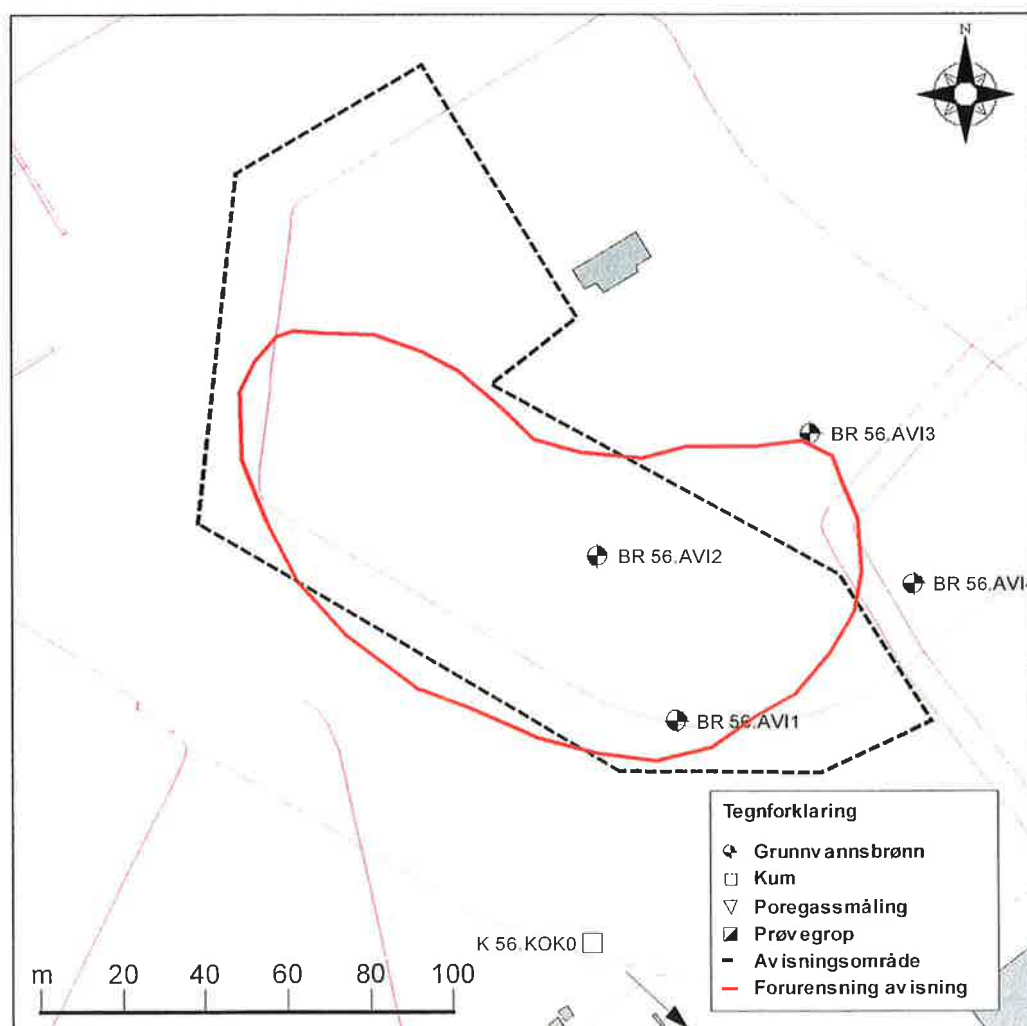 N
BR 56.AVI3
BR 56.AVI2
BR 56.AVI
BR 56.AVI1
K 56.KOK0
m 20 40 60 80 100
Tegnforklaring
Grunnvannsbrønn
Kum
Poregassmåling
Prøvegrop
Avisningsområde
Forurensning avisning